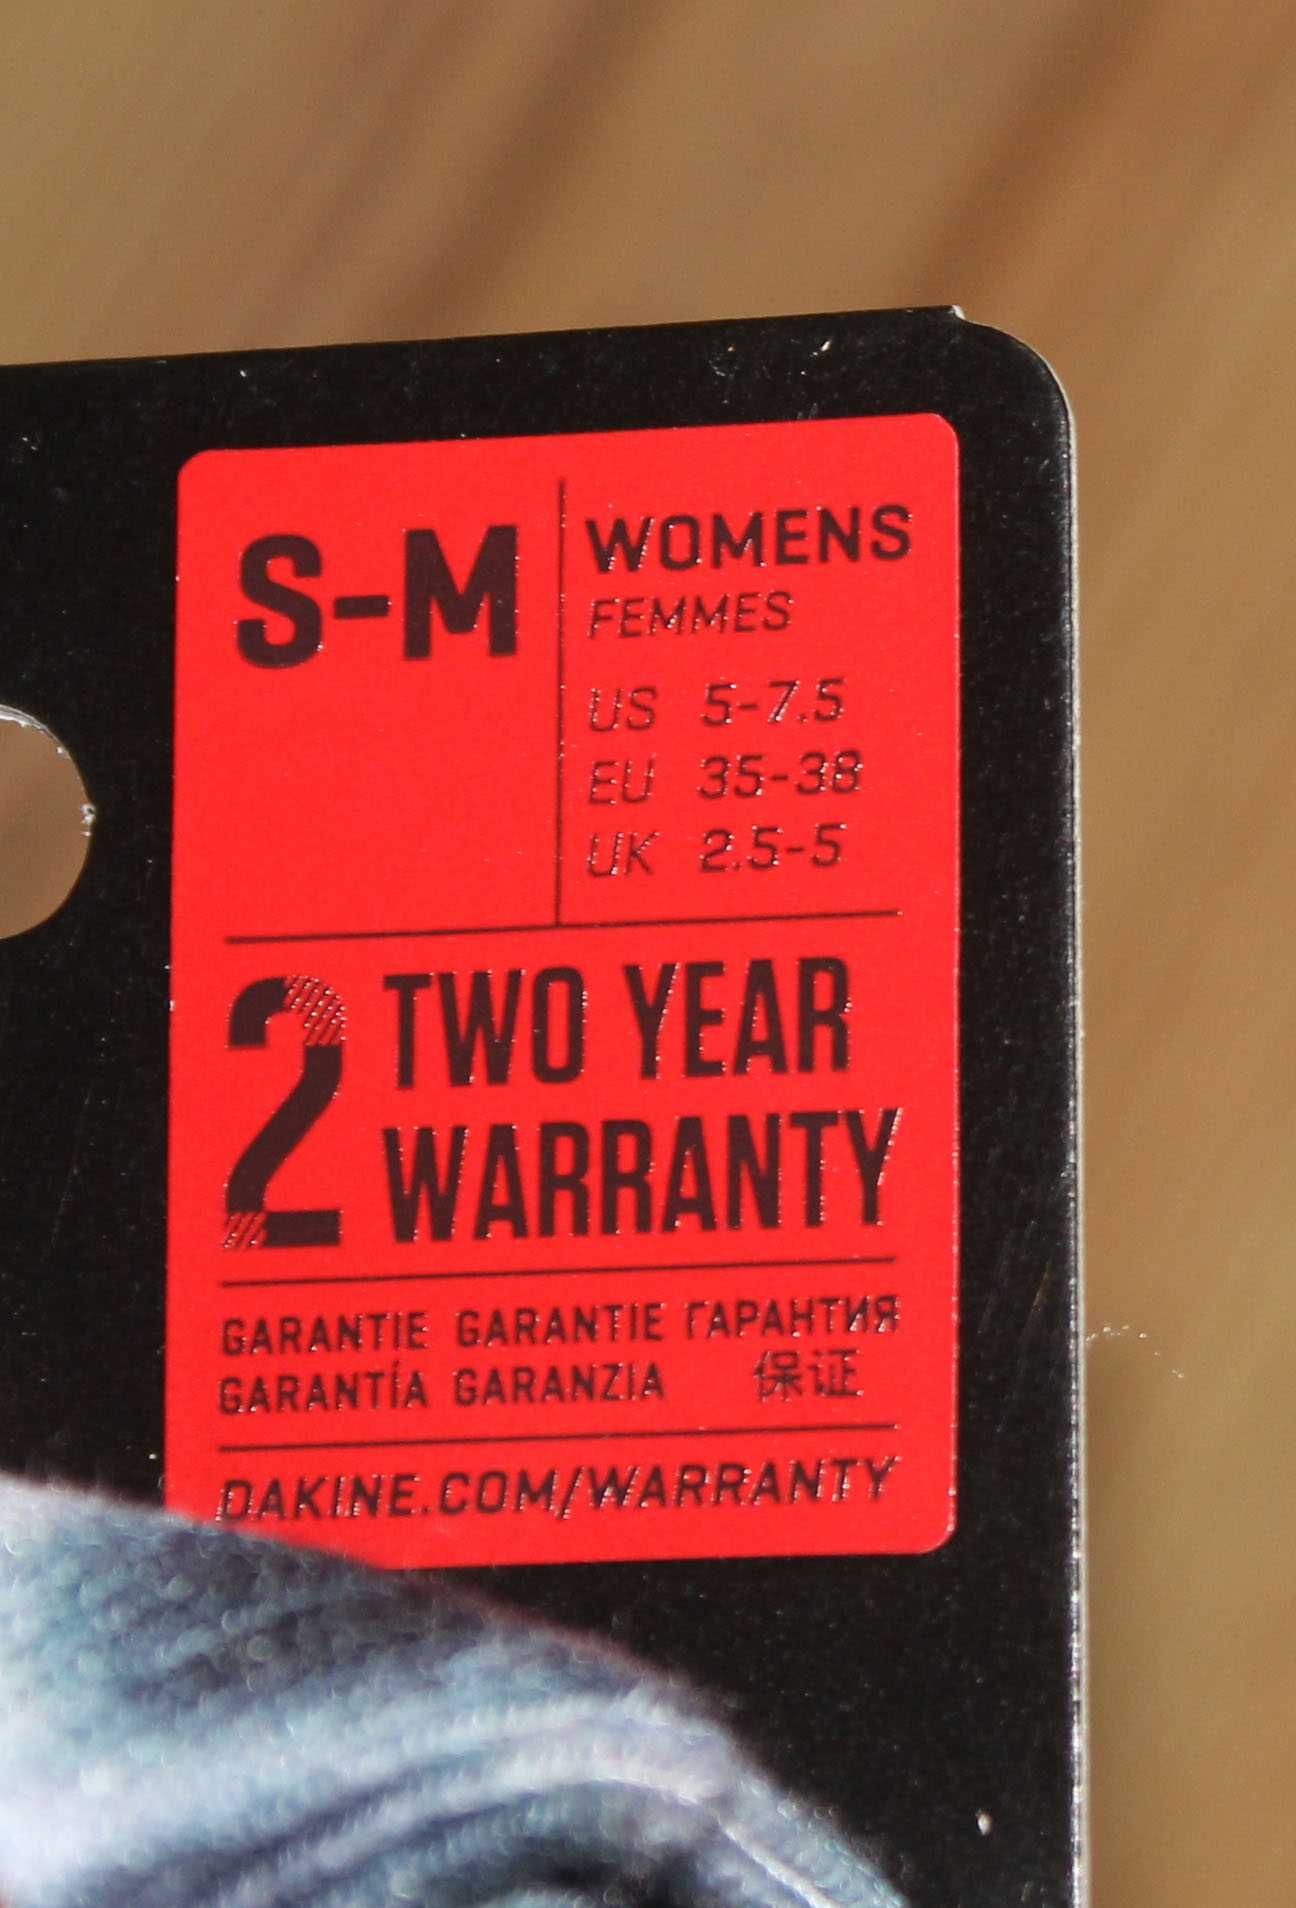 S-M
WOMENS
FEMMES
US 5-7.5
EU 35-38
UK 2.5-5
2 TWO YEAR
WARRANTY
GARANTIE GARANTIE ГАРАНТИЯ
GARANTÍA GARANZIA 保证
DAKINE.COM/WARRANTY